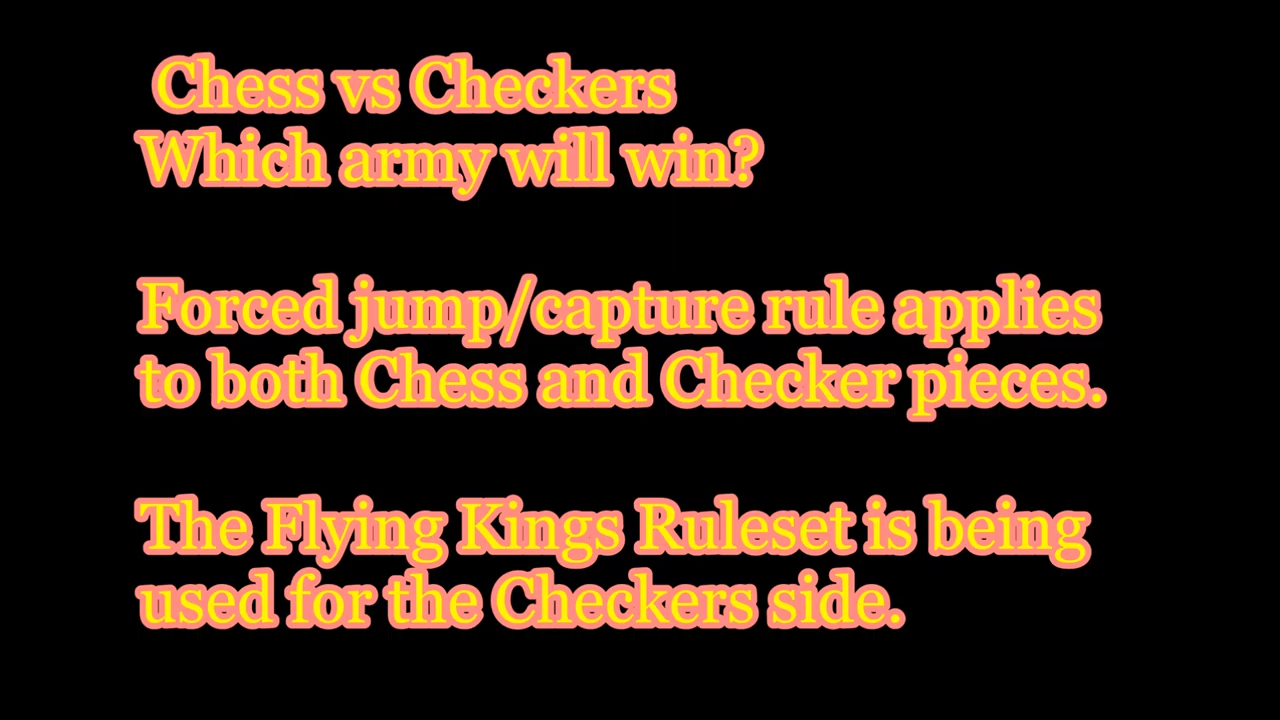 Chess vs Checkers
Which army will win?
Forced jump/capture rule applies
to both Chess and Checker pieces.
The Flying Kings Ruleset is being
used for the Checkers side.